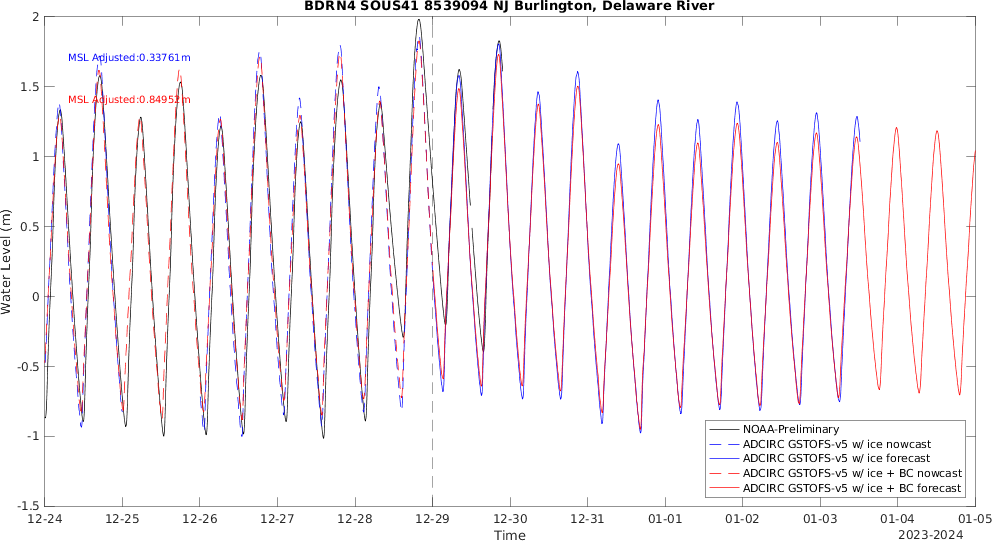 BDRN4 SOUS41 8539094 NJ Burlington, Delaware River
2
1.5
1
0.5
0
-0.5
-1
-1.5
Water Level (m)
MSL Adjusted:0.33761m
MSL Adjusted:0.84952m
NOAA-Preliminary
ADCIRC GSTOFS-v5 w/ ice nowcast
ADCIRC GSTOFS-v5 w/ ice forecast
ADCIRC GSTOFS-v5 w/ ice + BC nowcast
ADCIRC GSTOFS-v5 w/ ice + BC forecast
12-24 12-25 12-26 12-27 12-28 12-29 12-30 12-31 01-01 01-02 01-03 01-04 01-05
Time
2023-2024